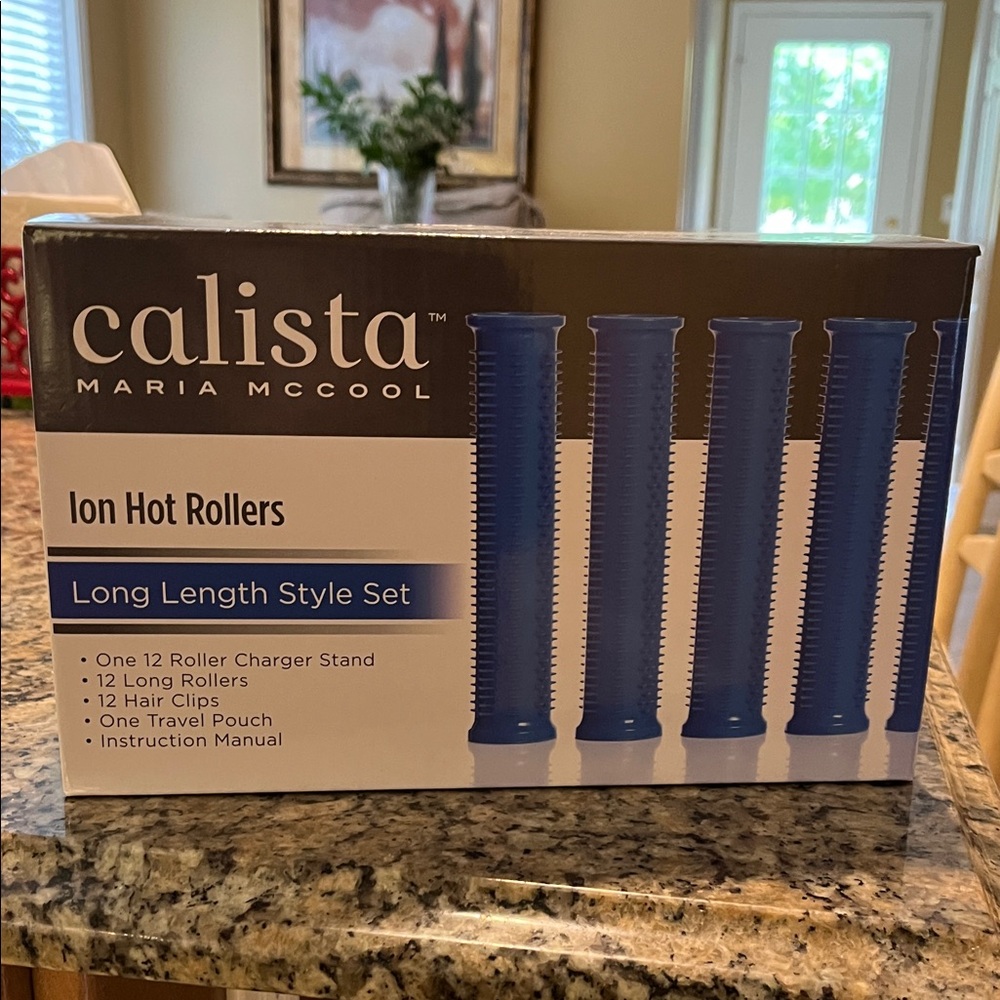 calista™
MARIA MCCOOL
Ion Hot Rollers
Long Length Style Set
• One 12 Roller Charger Stand
• 12 Long Rollers
• 12 Hair Clips
• One Travel Pouch
• Instruction Manual